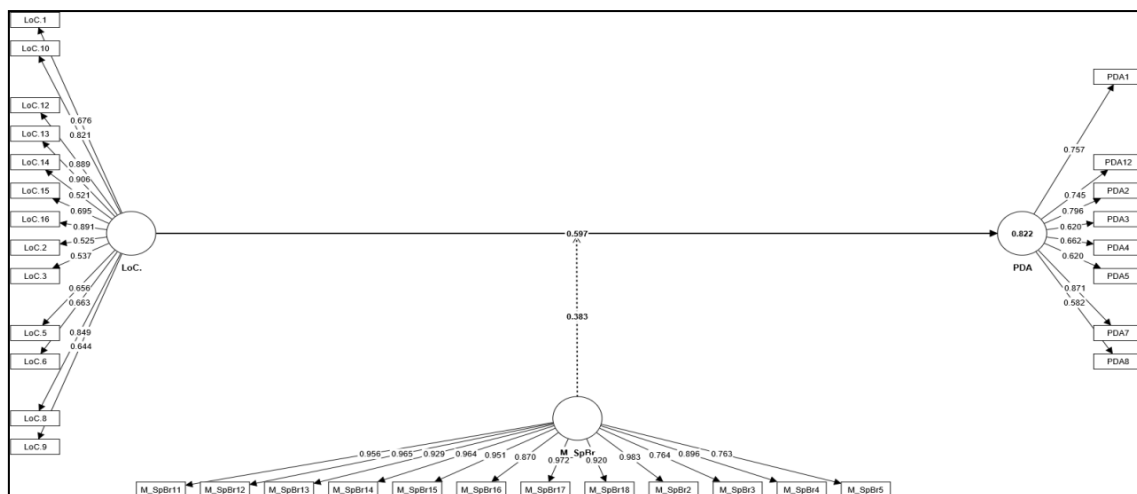 LoC.1
LoC.10
LoC.12
LoC.13
LoC.14
LoC.15
LoC.16
LoC.2
LoC.3
LoC.5
LoC.6
LoC.8
LoC.9
0.676
0.821
0.889
0.906
0.521
0.695
0.891
0.525
0.537
0.656
0.663
0.849
0.644
LoC.
0.597
0.383
0.822
PDA
0.757
0.745
0.796
0.620
0.662
0.620
0.871
0.582
PDA1
PDA12
PDA2
PDA3
PDA4
PDA5
PDA7
PDA8
M_SpBr
0.956
0.965
0.929
0.964
0.951
0.870
0.972
0.920
0.983
0.764
0.896
0.763
M_SpBr11
M_SpBr12
M_SpBr13
M_SpBr14
M_SpBr15
M_SpBr16
M_SpBr17
M_SpBr18
M_SpBr2
M_SpBr3
M_SpBr4
M_SpBr5